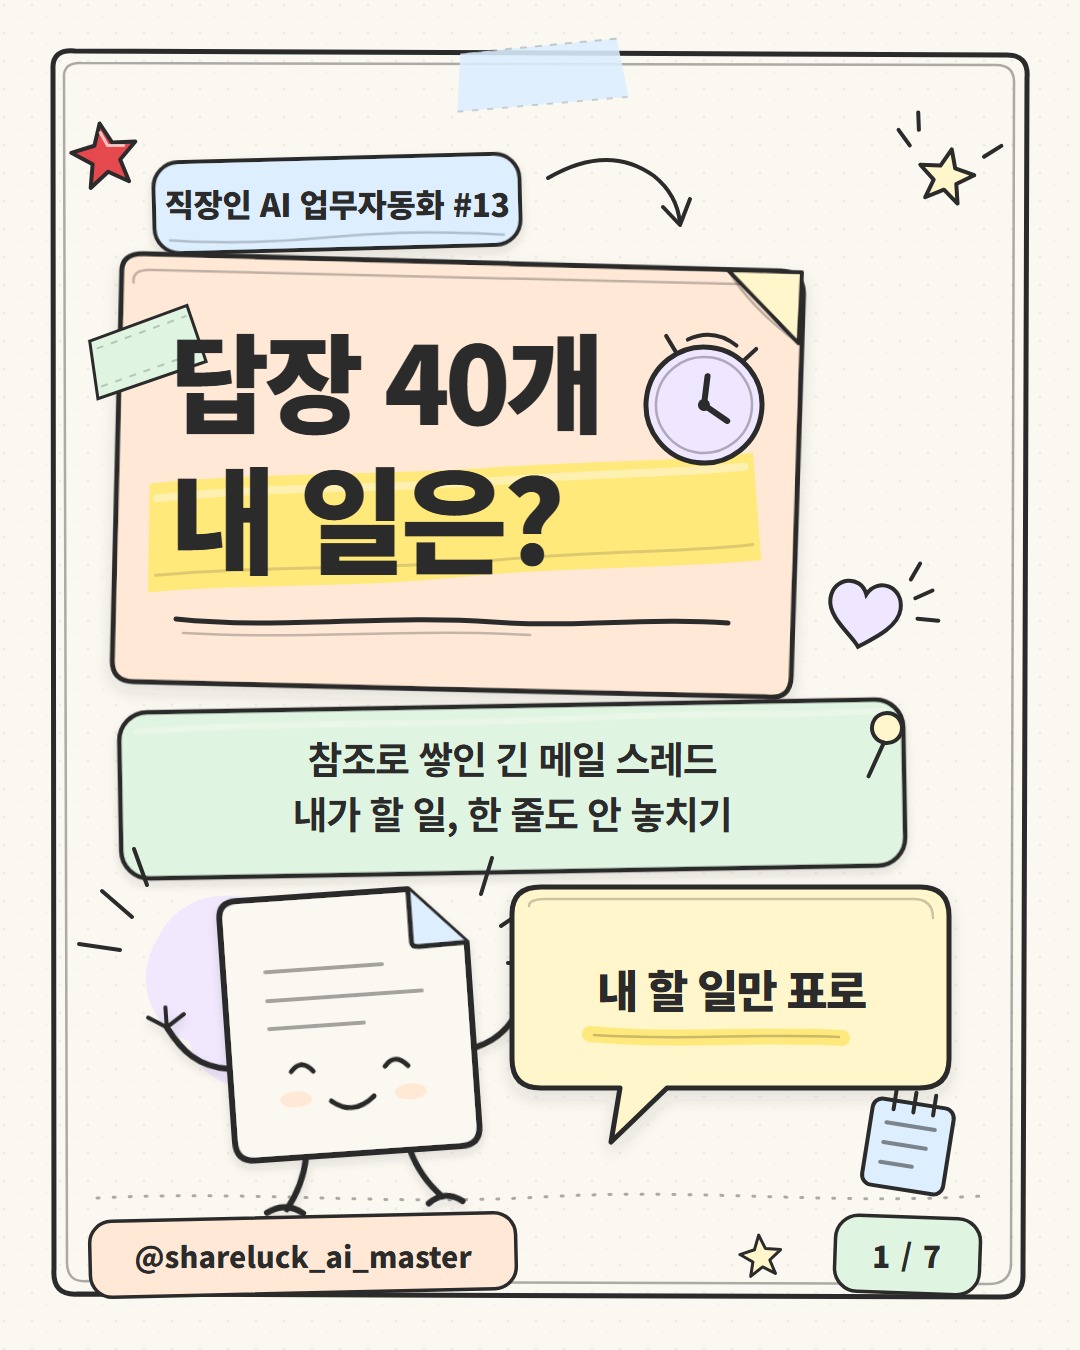 직장인 AI 업무자동화 #13
답장 40개
내 일은?
참조로 쌓인 긴 메일 스레드
내가 할 일, 한 줄도 안 놓치기
내 할 일만 표로
@shareluck_ai_master
1 / 7